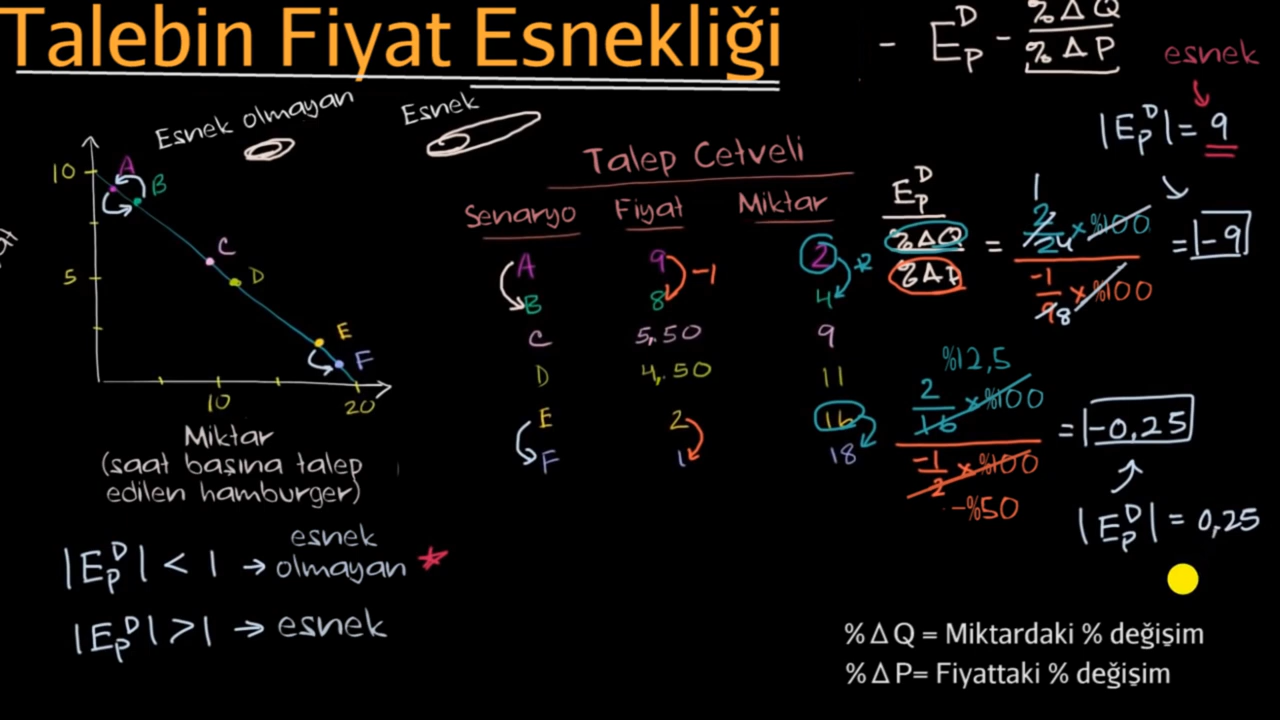 Talebin Fiyat Esnekliği
- E_P^D - %ΔQ
%ΔP
esnek
|E_P^D| = 9
Esnek olmayan
Esnek
10
5
A
B
C
D
E
F
10
20
Miktar
(saat başına talep
edilen hamburger)
Talep Cetveli
Senaryo Fiyat Miktar
A 9 -1 2 +2
B 8 4
C 5,50 9
D 4,50 11
E 2 16
F 1 18
E_P^D
%ΔQ
%ΔP
=
1
2
24
x %100
-1
98
x %100
= -9
%12,5
2
16
x %100
-1
2
x %100
-%50
= -0,25
|E_P^D| = 0,25
|E_P^D| < 1 → esnek
olmayan
|E_P^D| > 1 → esnek
%ΔQ = Miktardaki % değişim
%ΔP= Fiyattaki % değişim